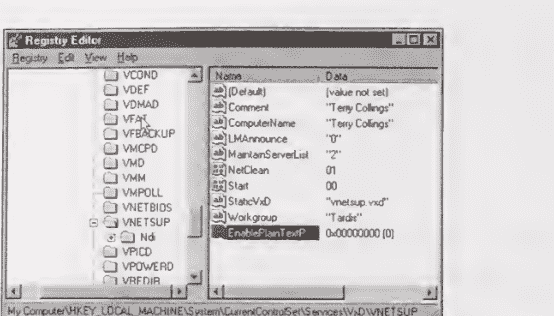 Registry Editor
Registry Edit View Help
VCOND
VDEF
VDMAD
VFAT
VFBACKUP
VMCPD
VMD
VMM
VMPOLL
VNETBIOS
VNETSUP
Ndi
VPICD
VPOWERD
VREDIR
Name Data
(Default) (value not set)
Comment "Terry Collings"
ComputerName "Terry Collings"
LMAnnounce "0"
MaintainServerList "2"
NetClean 01
Start 00
StaticVxD "vnetsup.vxd"
Workgroup "Tardis"
EnablePlainTextP 0x00000000 (0)
My Computer\HKEY_LOCAL_MACHINE\System\CurrentControlSet\Services\VxD\VNETSUP